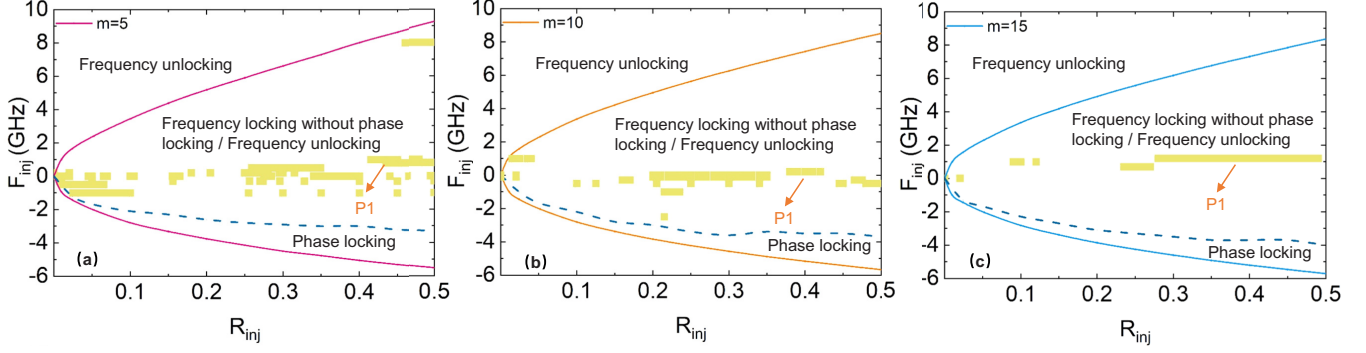 10
8
6
4
2
0
-2
-4
-6
F_inj (GHz)
m=5
Frequency unlocking
Frequency locking without phase
locking / Frequency unlocking
P1
Phase locking
(a)
0.1 0.2 0.3 0.4 0.5
R_inj
10
8
6
4
2
0
-2
-4
-6
F_inj (GHz)
m=10
Frequency unlocking
Frequency locking without phase
locking / Frequency unlocking
P1
Phase locking
(b)
0.1 0.2 0.3 0.4 0.5
R_inj
10
8
6
4
2
0
-2
-4
-6
F_inj (GHz)
m=15
Frequency unlocking
Frequency locking without phase
locking / Frequency unlocking
P1
Phase locking
(c)
0.1 0.2 0.3 0.4 0.5
R_inj